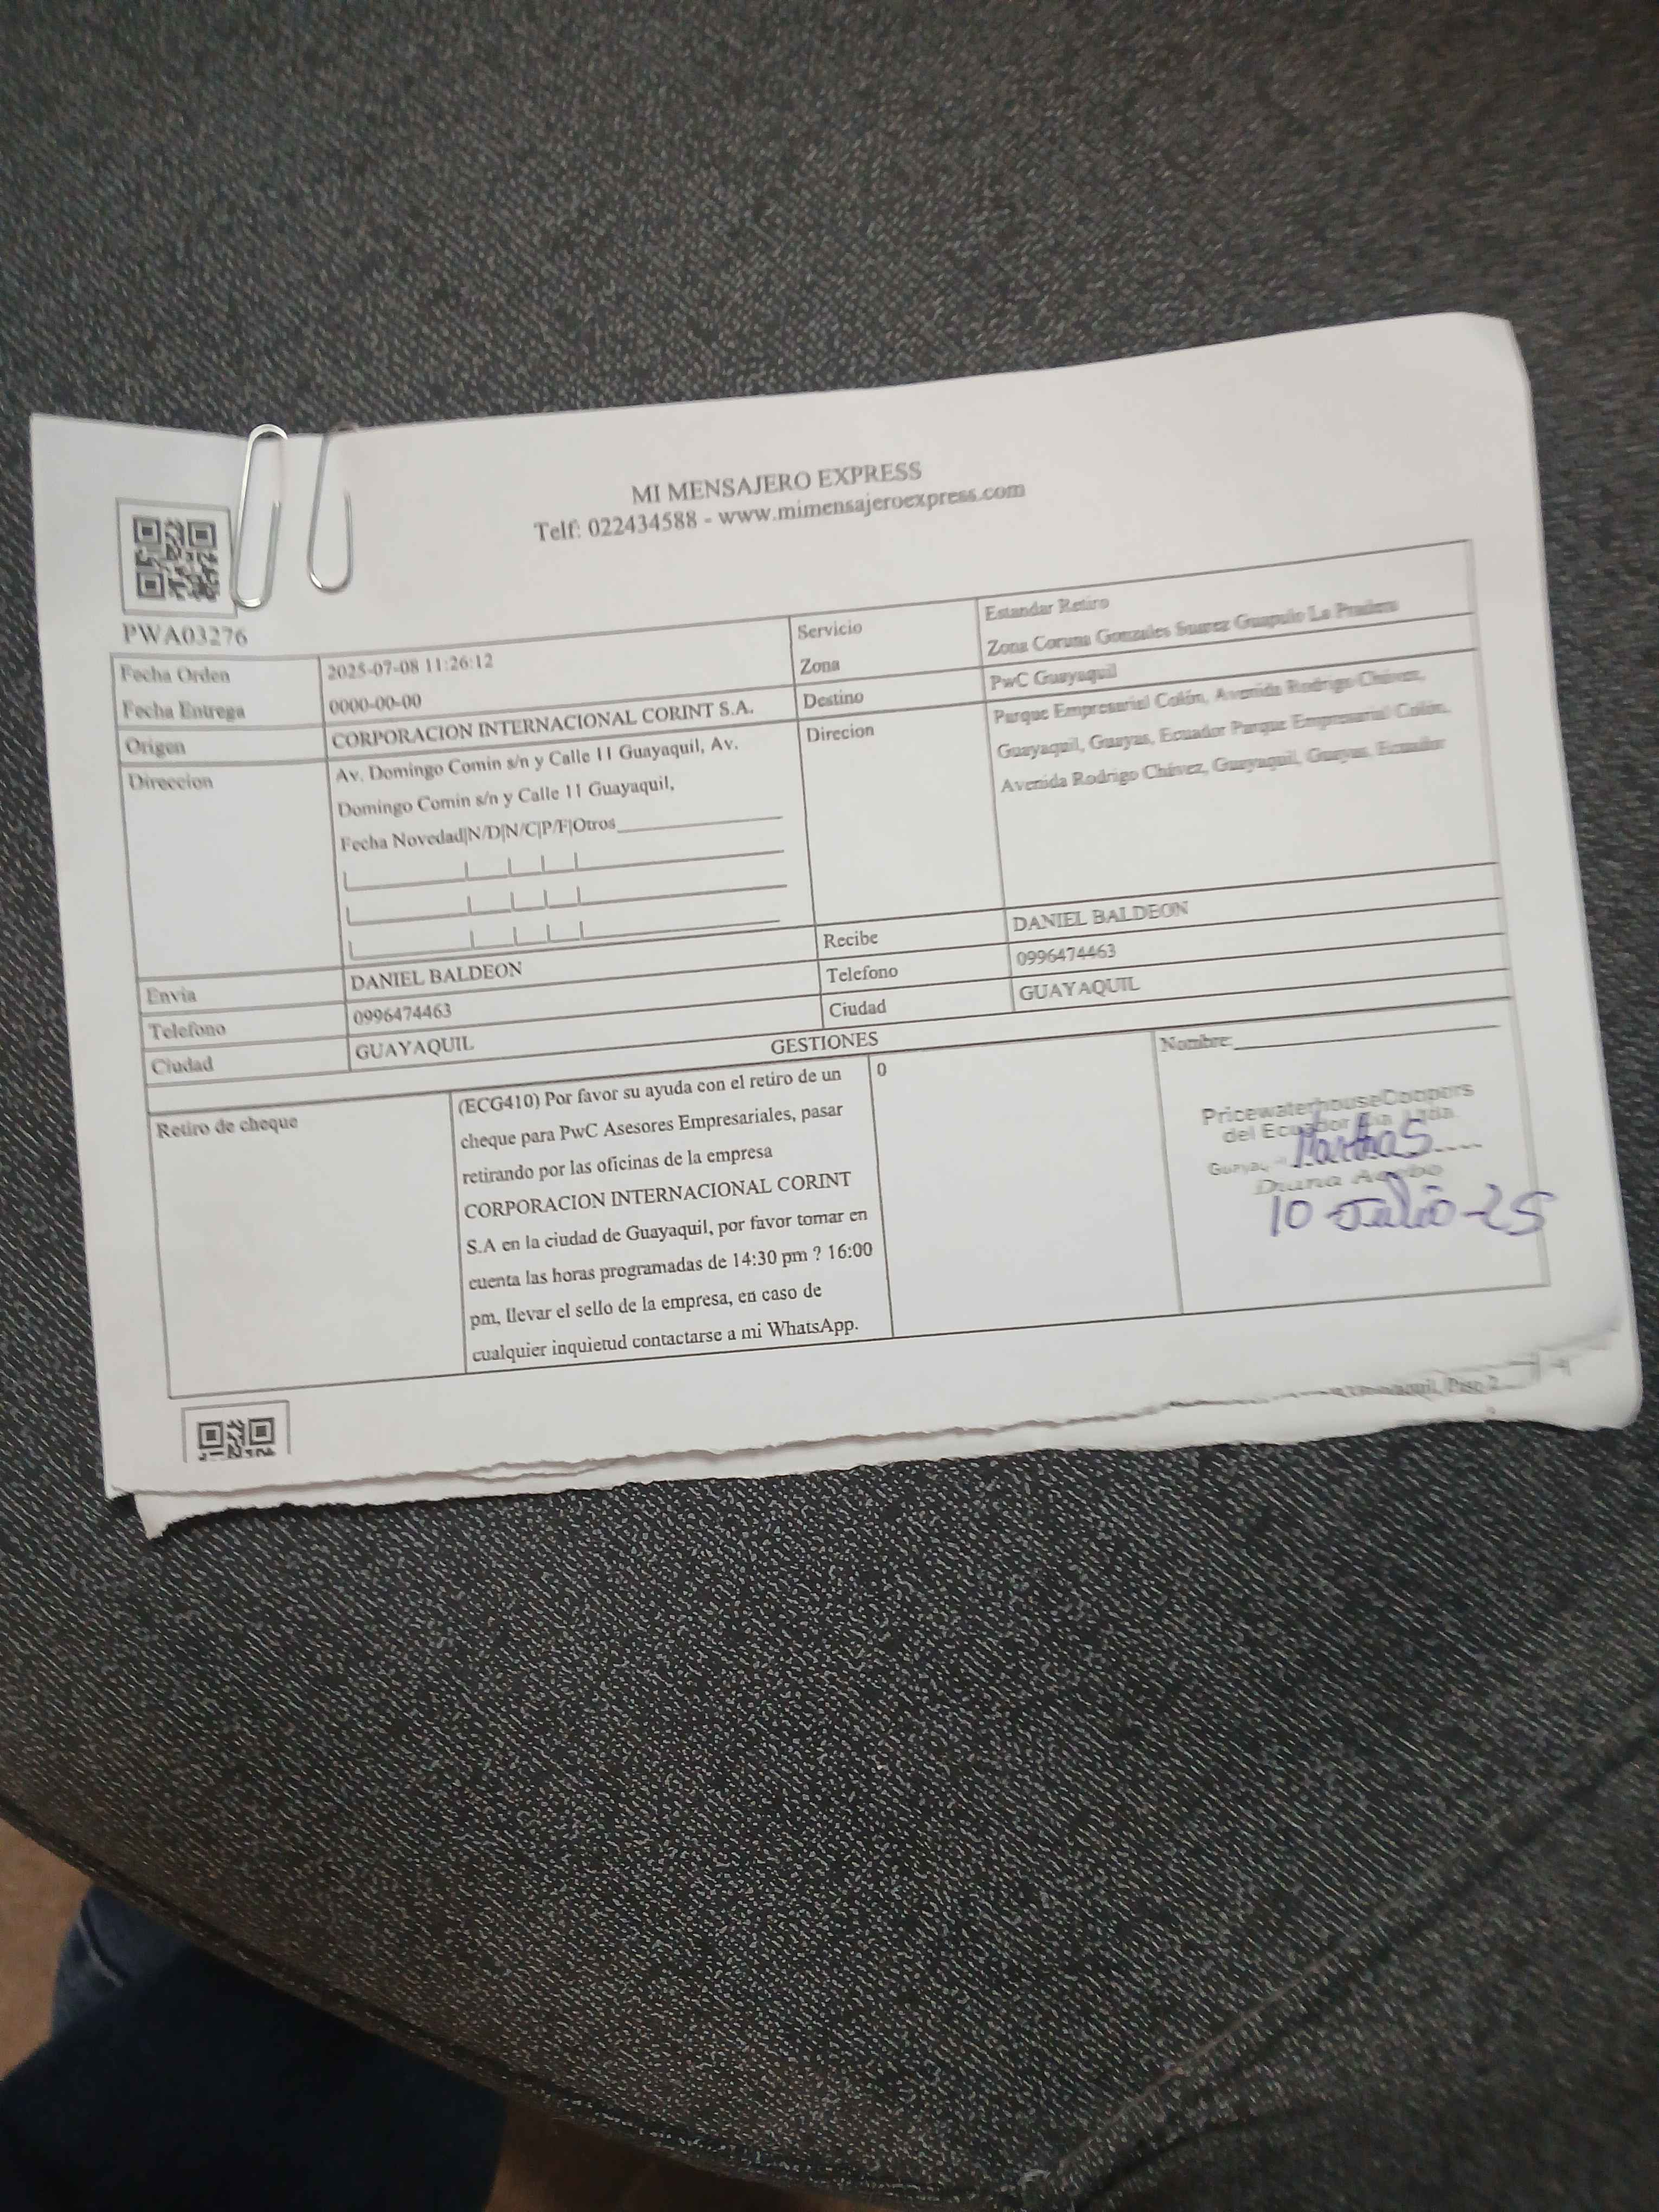 MI MENSAJERO EXPRESS
Telf: 022434588 - www.mimensajeroexpress.com
PWA03276
Fecha Orden 2025-07-08 11:26:12
Fecha Entrega 0000-00-00
Servicio Estandar Retiro
Zona Zona Coruna Gonzales Suarez Guapulo La Pradera
Origen CORPORACION INTERNACIONAL CORINT S.A.
Destino PwC Guayaquil
Direccion Av. Domingo Comin s/n y Calle 11 Guayaquil, Av.
Domingo Comin s/n y Calle 11 Guayaquil,
Fecha Novedad|N/D|N/C|P/F|Otros
Direcion Parque Empresarial Colón, Avenida Rodrigo Chávez,
Guayaquil, Guayas, Ecuador Parque Empresarial Colón,
Avenida Rodrigo Chávez, Guayaquil, Guayas, Ecuador
Envia DANIEL BALDEON
Recibe DANIEL BALDEON
Telefono 0996474463
Telefono 0996474463
Ciudad GUAYAQUIL
Ciudad GUAYAQUIL
GESTIONES
Retiro de cheque
(ECG410) Por favor su ayuda con el retiro de un
cheque para PwC Asesores Empresariales, pasar
retirando por las oficinas de la empresa
CORPORACION INTERNACIONAL CORINT
S.A en la ciudad de Guayaquil, por favor tomar en
cuenta las horas programadas de 14:30 pm ? 16:00
pm, llevar el sello de la empresa, en caso de
cualquier inquietud contactarse a mi WhatsApp.
0
Nombre:
PricewaterhouseCoopers
del Ecuador Cia. Ltda.
Diana
10 Julio-25
Piso 2